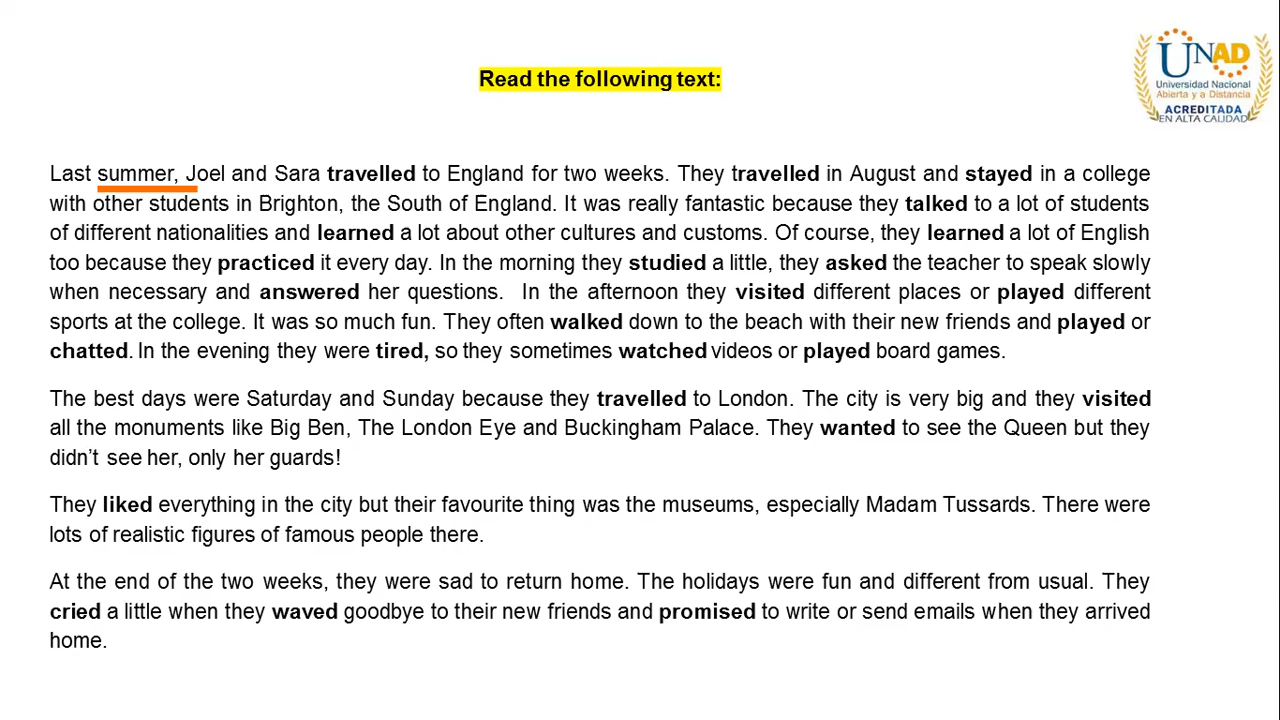 UNAD
Universidad Nacional
Abierta y a Distancia
ACREDITADA
EN ALTA CALIDAD
Read the following text:
Last summer, Joel and Sara travelled to England for two weeks. They travelled in August and stayed in a college
with other students in Brighton, the South of England. It was really fantastic because they talked to a lot of students
of different nationalities and learned a lot about other cultures and customs. Of course, they learned a lot of English
too because they practiced it every day. In the morning they studied a little, they asked the teacher to speak slowly
when necessary and answered her questions. In the afternoon they visited different places or played different
sports at the college. It was so much fun. They often walked down to the beach with their new friends and played or
chatted. In the evening they were tired, so they sometimes watched videos or played board games.
The best days were Saturday and Sunday because they travelled to London. The city is very big and they visited
all the monuments like Big Ben, The London Eye and Buckingham Palace. They wanted to see the Queen but they
didn’t see her, only her guards!
They liked everything in the city but their favourite thing was the museums, especially Madam Tussards. There were
lots of realistic figures of famous people there.
At the end of the two weeks, they were sad to return home. The holidays were fun and different from usual. They
cried a little when they waved goodbye to their new friends and promised to write or send emails when they arrived
home.